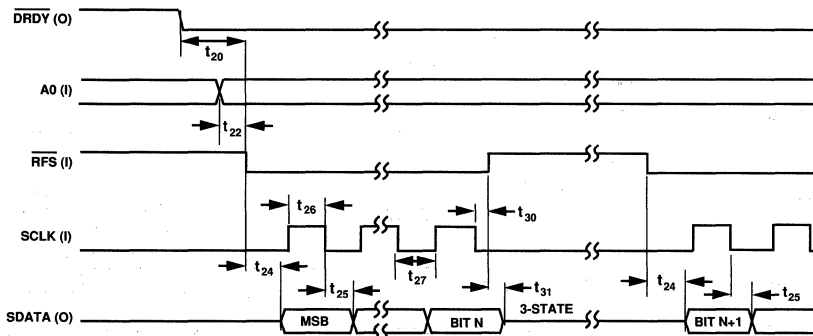 DRDY (O)
t20
A0 (I)
t22
RFS (I)
t26
t30
SCLK (I)
t24
t25
t27
t31
t24
t25
3-STATE
SDATA (O)
MSB
BIT N
BIT N+1